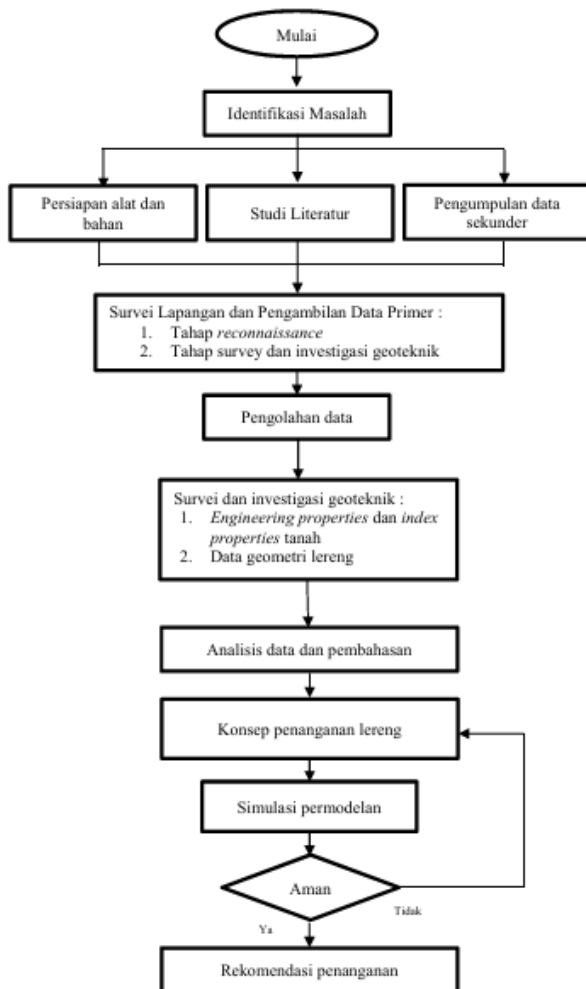 Mulai
Identifikasi Masalah
Persiapan alat dan
bahan
Studi Literatur
Pengumpulan data
sekunder
Survei Lapangan dan Pengambilan Data Primer :
1. Tahap reconnaissance
2. Tahap survey dan investigasi geoteknik
Pengolahan data
Survei dan investigasi geoteknik :
1. Engineering properties dan index
properties tanah
2. Data geometri lereng
Analisis data dan pembahasan
Konsep penanganan lereng
Simulasi permodelan
Aman
Tidak
Ya
Rekomendasi penanganan